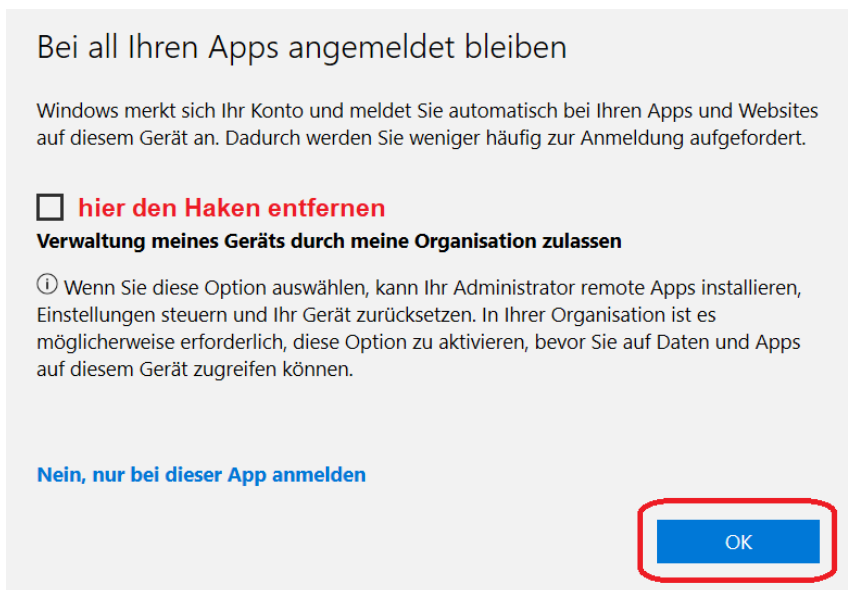 Bei all Ihren Apps angemeldet bleiben
Windows merkt sich Ihr Konto und meldet Sie automatisch bei Ihren Apps und Websites
auf diesem Gerät an. Dadurch werden Sie weniger häufig zur Anmeldung aufgefordert.
hier den Haken entfernen
Verwaltung meines Geräts durch meine Organisation zulassen
Wenn Sie diese Option auswählen, kann Ihr Administrator remote Apps installieren,
Einstellungen steuern und Ihr Gerät zurücksetzen. In Ihrer Organisation ist es
möglicherweise erforderlich, diese Option zu aktivieren, bevor Sie auf Daten und Apps
auf diesem Gerät zugreifen können.
Nein, nur bei dieser App anmelden
OK